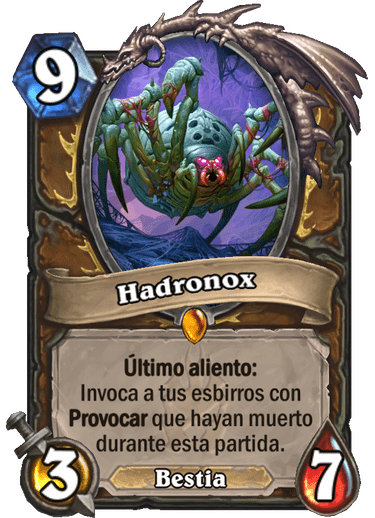 9
Hadronox
Último aliento:
Invoca a tus esbirros con
Provocar que hayan muerto
durante esta partida.
3
Bestia
7